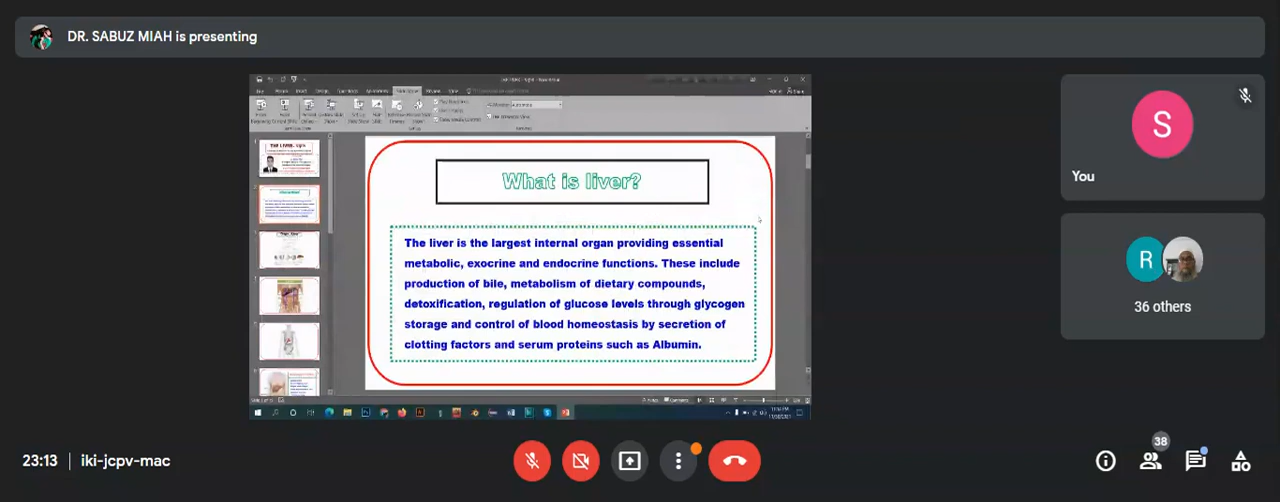 DR. SABUZ MIAH is presenting
What is liver?
The liver is the largest internal organ providing essential
metabolic, exocrine and endocrine functions. These include
production of bile, metabolism of dietary compounds,
detoxification, regulation of glucose levels through glycogen
storage and control of blood homeostasis by secretion of
clotting factors and serum proteins such as Albumin.
S
You
R
36 others
23:13
iki-jcpv-mac
38